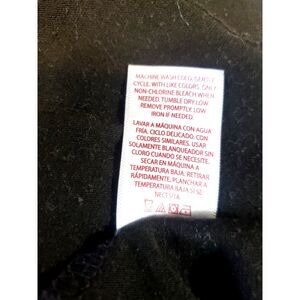 MACHINE WASH COLD, GENTLE
CYCLE, WITH LIKE COLORS, ONLY
NON-CHLORINE BLEACH WHEN
NEEDED, TUMBLE DRY LOW
REMOVE PROMPTLY, LOW
IRON IF NEEDED.
LAVAR A MÁQUINA CON AGUA
FRÍA, CICLO DELICADO. CON
COLORES SIMILARES. USAR
SOLAMENTE BLANQUEADOR SIN
CLORO CUANDO SE NECESITE,
SECAR EN MÁQUINA A
TEMPERATURA BAJA. RETIRAR
RÁPIDAMENTE, PLANCHAR A
TEMPERATURA BAJA SI SE
NECESITA